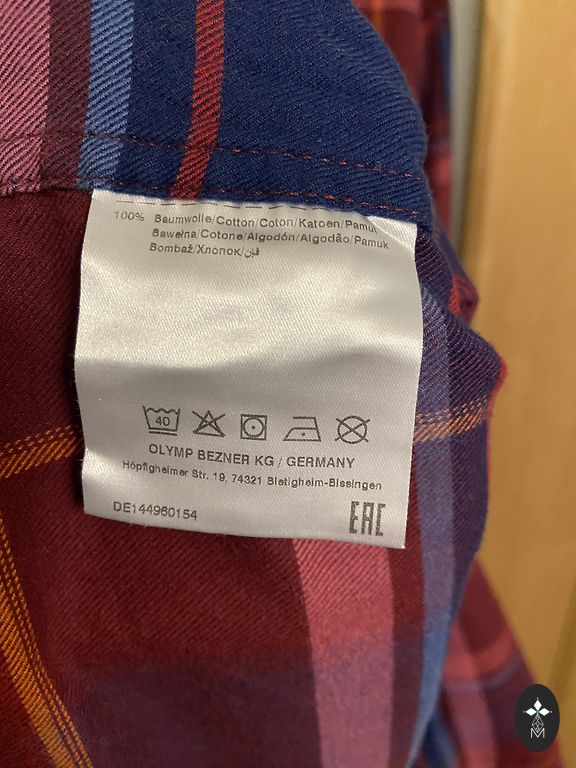 100% Baumwolle/Cotton/Coton/Katoen/Pamut
Bawełna/Cotone/Algodón/Algodão/Pamuk
Bombaž/Хлопок/قطن
40
OLYMP BEZNER KG / GERMANY
Höpfigheimer Str. 19, 74321 Bietigheim-Bissingen
DE144960154
EAC
M